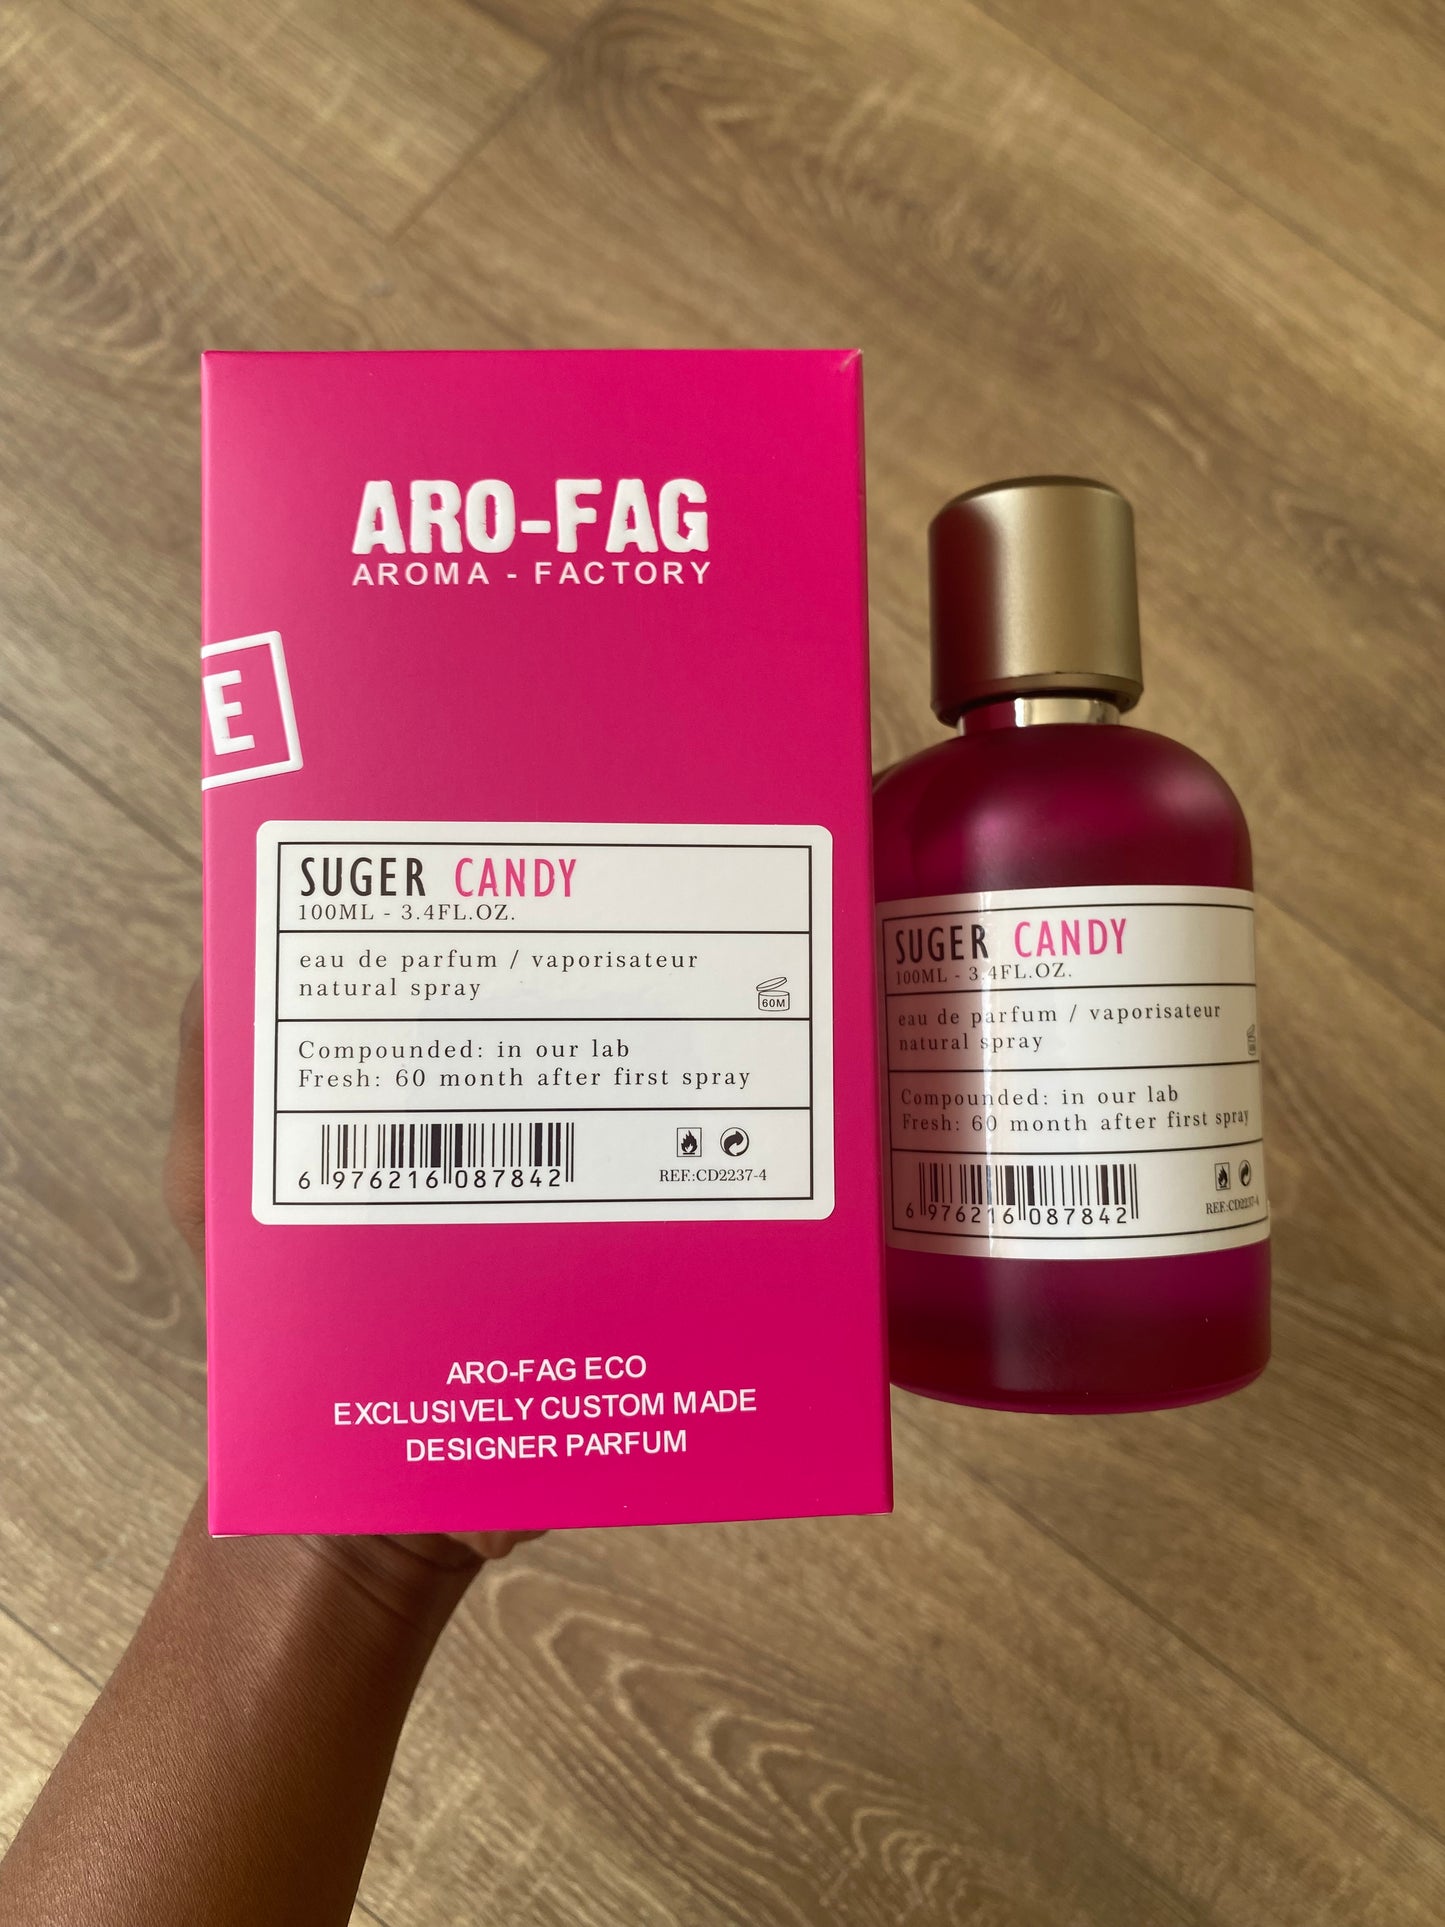 ARO-FAG
AROMA - FACTORY
E
SUGER CANDY
100ML - 3.4FL.OZ.
eau de parfum / vaporisateur
natural spray
60M
Compounded: in our lab
Fresh: 60 month after first spray
6 976216 087842
REF.:CD2237-4
ARO-FAG ECO
EXCLUSIVELY CUSTOM MADE
DESIGNER PARFUM
SUGER CANDY
100ML - 3.4FL.OZ.
eau de parfum / vaporisateur
natural spray
Compounded: in our lab
Fresh: 60 month after first spray
6 976216 087842
REF.:CD2237-4